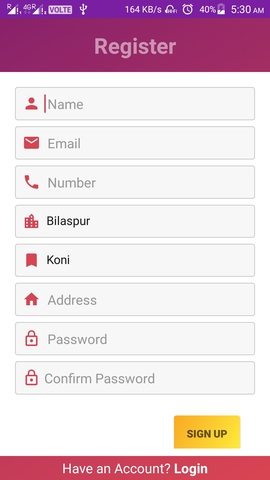 R 4GR VOLTE 164 KB/s 40% 5:30 AM
Register
Name
Email
Number
Bilaspur
Koni
Address
Password
Confirm Password
SIGN UP
Have an Account? Login